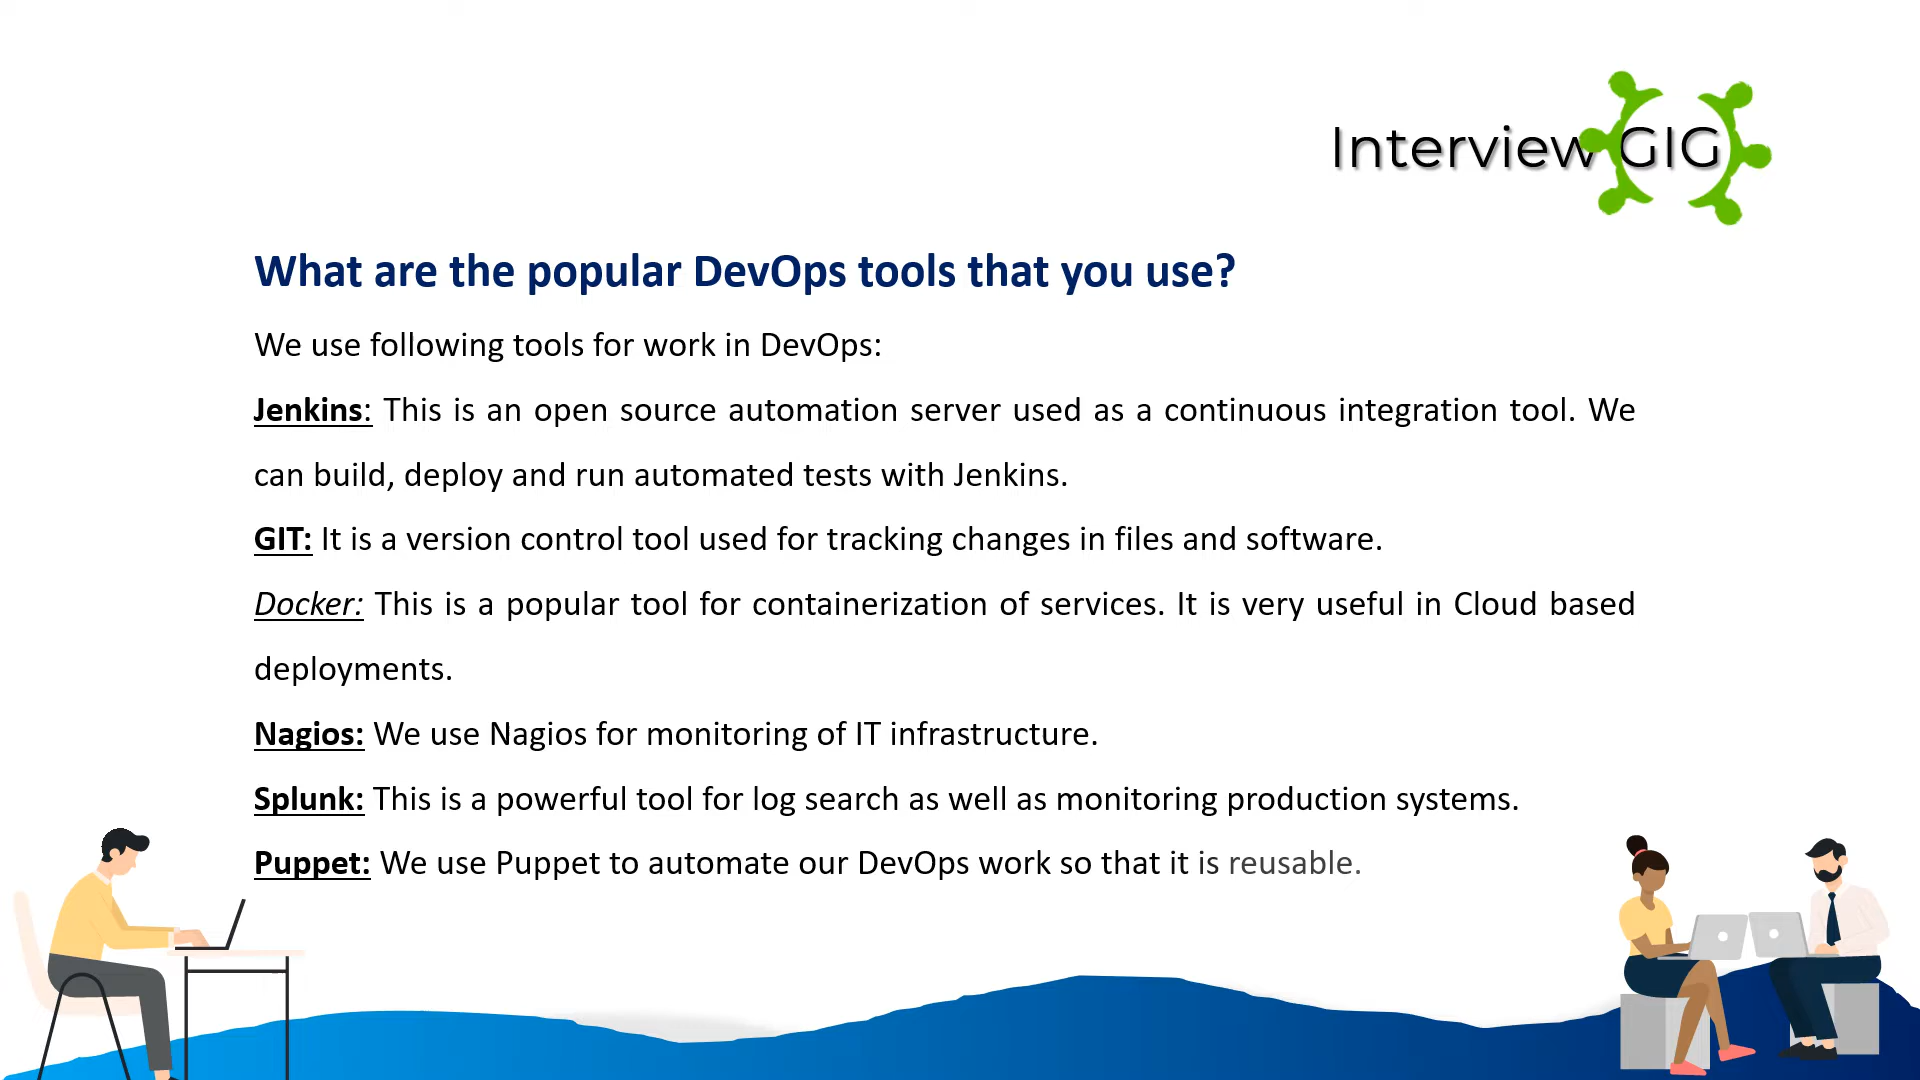 Interview GIG
What are the popular DevOps tools that you use?
We use following tools for work in DevOps:
Jenkins: This is an open source automation server used as a continuous integration tool. We
can build, deploy and run automated tests with Jenkins.
GIT: It is a version control tool used for tracking changes in files and software.
Docker: This is a popular tool for containerization of services. It is very useful in Cloud based
deployments.
Nagios: We use Nagios for monitoring of IT infrastructure.
Splunk: This is a powerful tool for log search as well as monitoring production systems.
Puppet: We use Puppet to automate our DevOps work so that it is reusable.